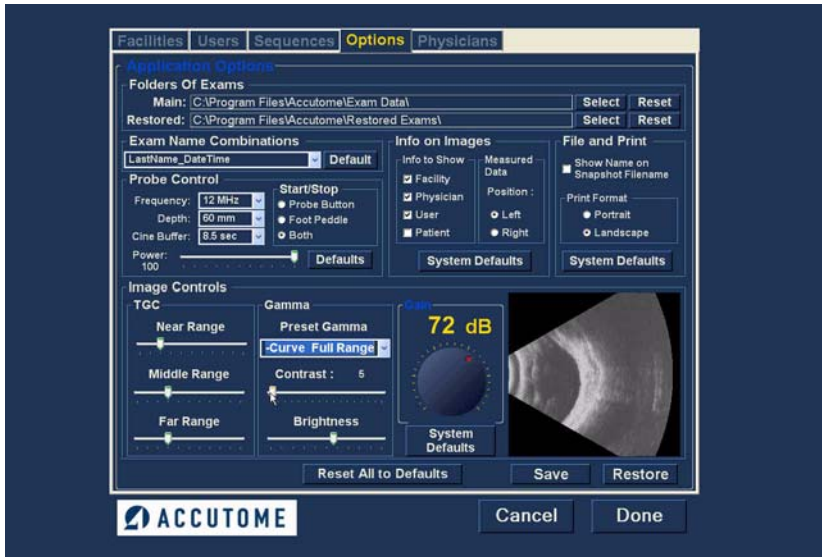 Facilities Users Sequences Options Physicians
Application Options
Folders Of Exams
Main: C:\Program Files\Accutome\Exam Data\ Select Reset
Restored: C:\Program Files\Accutome\Restored Exams\ Select Reset
Exam Name Combinations
LastName_DateTime Default
Probe Control
Frequency: 12 MHz
Depth: 60 mm
Cine Buffer: 8.5 sec
Start/Stop
Probe Button
Foot Peddle
Both
Power:
100
Defaults
Info on Images
Info to Show
Facility
Physician
User
Patient
Measured
Data
Position :
Left
Right
System Defaults
File and Print
Show Name on
Snapshot Filename
Print Format
Portrait
Landscape
System Defaults
Image Controls
TGC
Near Range
Middle Range
Far Range
Gamma
Preset Gamma
-Curve Full Range
Contrast : 5
Brightness
Gain
72 dB
System
Defaults
Reset All to Defaults Save Restore
ACCUTOME Cancel Done